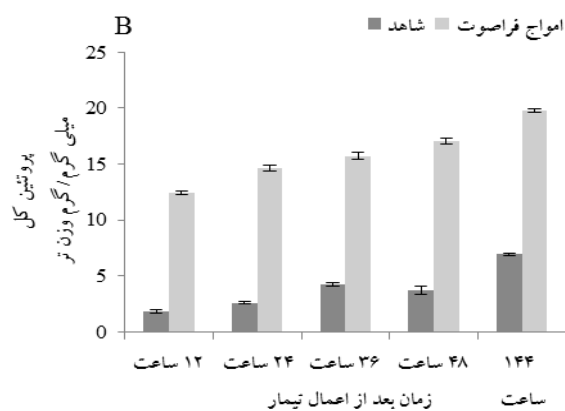 B
امواج فراصوت
شاهد
پروتئین کل
میلی گرم/گرم وزن تر
25
20
15
10
5
0
۱۲ ساعت
۲۴ ساعت
۳۶ ساعت
۴۸ ساعت
۱۴۴
ساعت
زمان بعد از اعمال تیمار